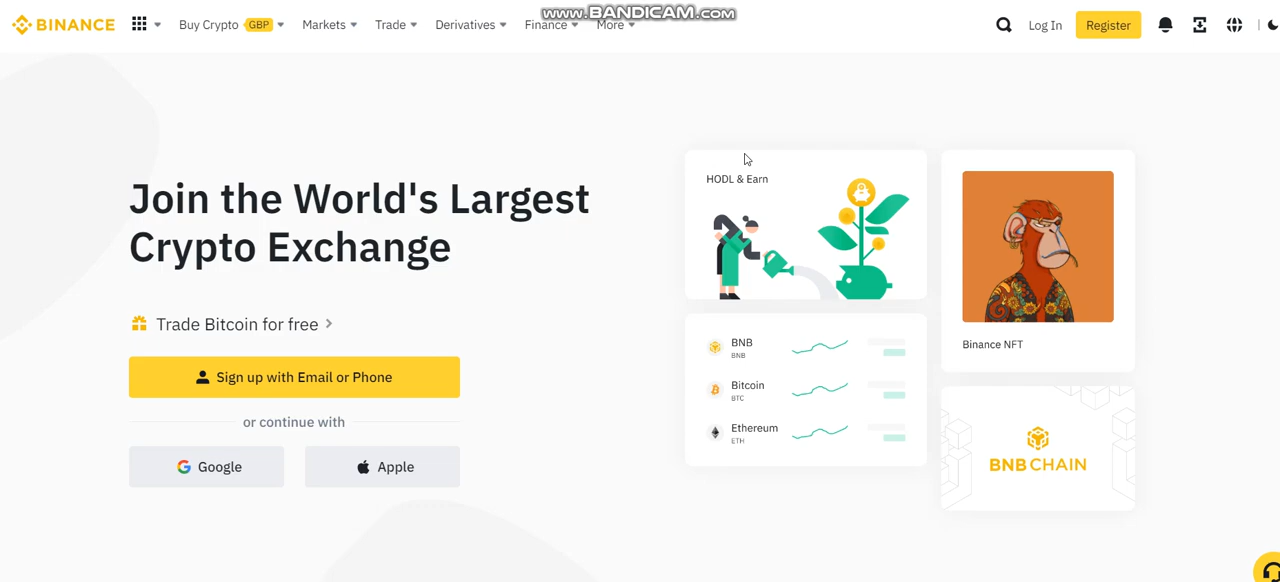 www.BANDICAM.com
BINANCE
Buy Crypto GBP
Markets
Trade
Derivatives
Finance
More
Log In
Register
Join the World's Largest
Crypto Exchange
Trade Bitcoin for free
Sign up with Email or Phone
or continue with
Google
Apple
HODL & Earn
BNB
BNB
Bitcoin
BTC
Ethereum
ETH
Binance NFT
BNB CHAIN